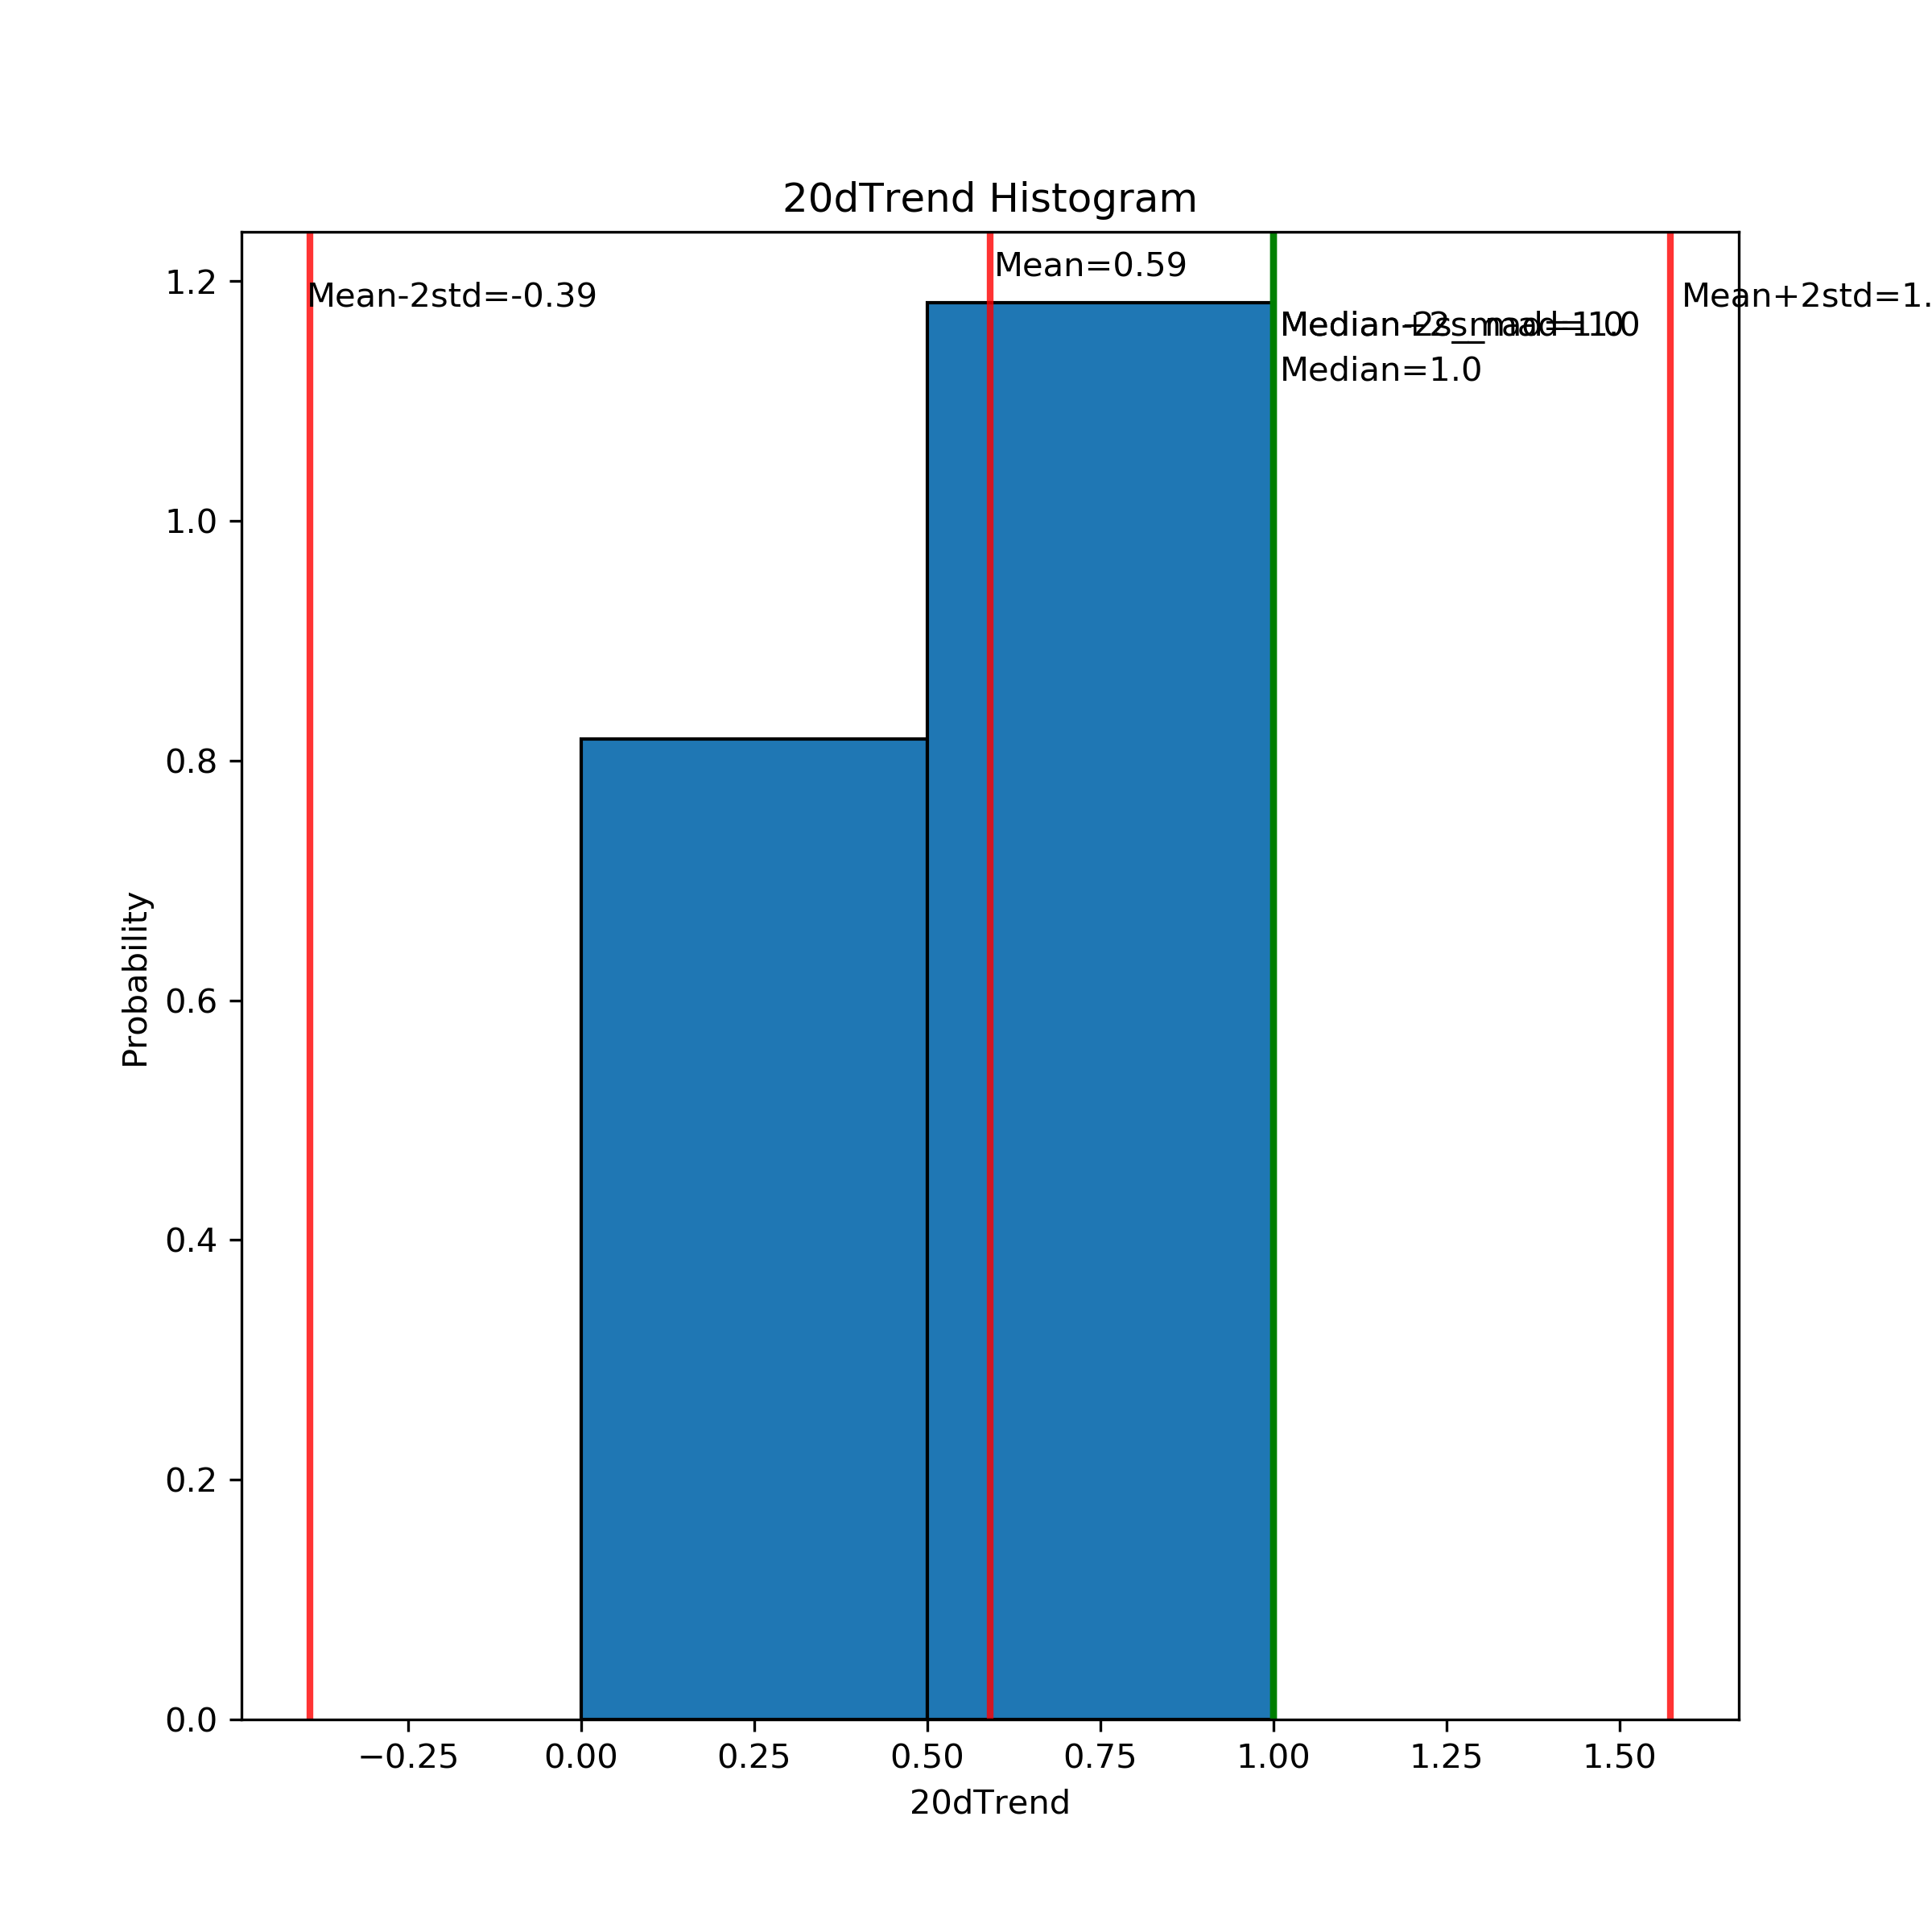 20dTrend Histogram
Mean=0.59
Mean-2std=-0.39
Mean+2std=1.
Median
Median=1.0
1.2
1.0
0.8
0.6
0.4
0.2
0.0
Probability
−0.25 0.00 0.25 0.50 0.75 1.00 1.25 1.50
20dTrend